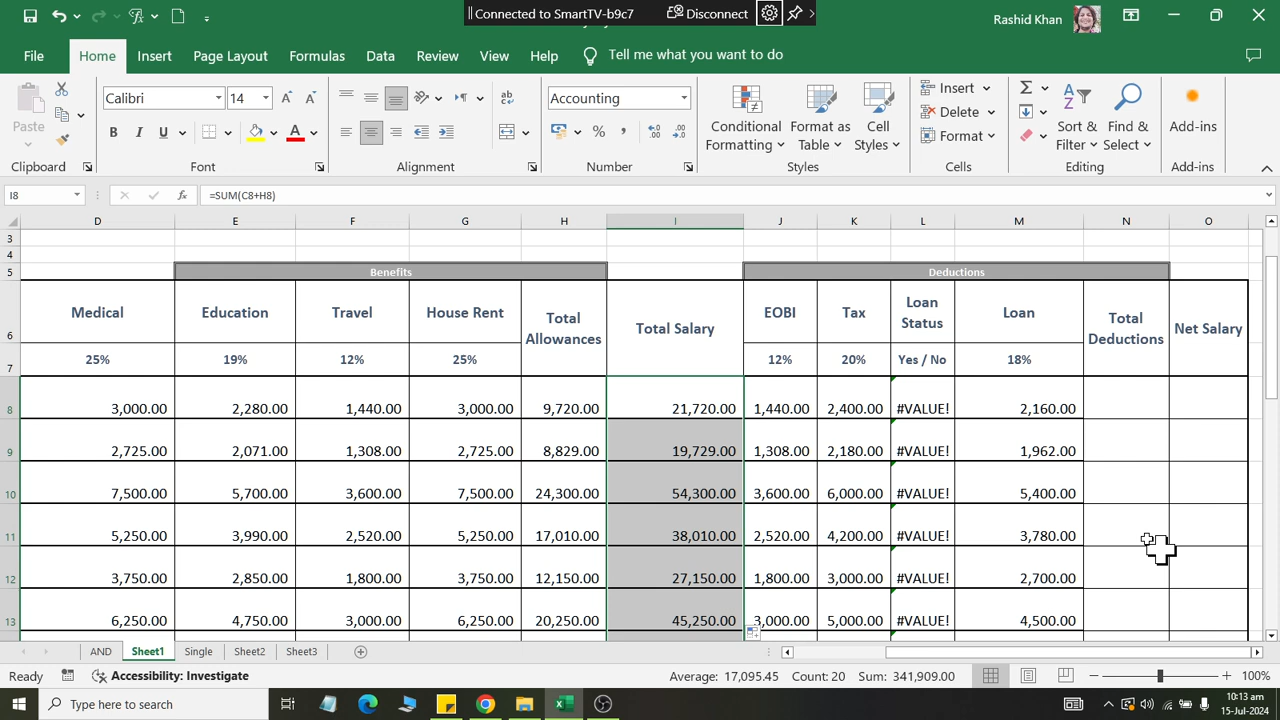 Connected to SmartTV-b9c7 Disconnect
Rashid Khan
File Home Insert Page Layout Formulas Data Review View Help Tell me what you want to do
Paste
Calibri 14
B I U A
ab
Accounting
% ,
Conditional Formatting
Format as Table
Cell Styles
Insert
Delete
Format
Sort & Filter
Find & Select
Add-ins
Clipboard Font Alignment Number Styles Cells Editing Add-ins
I8 fx =SUM(C8+H8)
D E F G H I J K L M N O
3
4
5 Benefits Deductions
6 Medical Education Travel House Rent Total Allowances Total Salary EOBI Tax Loan Status Loan Total Deductions Net Salary
7 25% 19% 12% 25% 12% 20% Yes / No 18%
8 3,000.00 2,280.00 1,440.00 3,000.00 9,720.00 21,720.00 1,440.00 2,400.00 #VALUE! 2,160.00
9 2,725.00 2,071.00 1,308.00 2,725.00 8,829.00 19,729.00 1,308.00 2,180.00 #VALUE! 1,962.00
10 7,500.00 5,700.00 3,600.00 7,500.00 24,300.00 54,300.00 3,600.00 6,000.00 #VALUE! 5,400.00
11 5,250.00 3,990.00 2,520.00 5,250.00 17,010.00 38,010.00 2,520.00 4,200.00 #VALUE! 3,780.00
12 3,750.00 2,850.00 1,800.00 3,750.00 12,150.00 27,150.00 1,800.00 3,000.00 #VALUE! 2,700.00
13 6,250.00 4,750.00 3,000.00 6,250.00 20,250.00 45,250.00 3,000.00 5,000.00 #VALUE! 4,500.00
AND Sheet1 Single Sheet2 Sheet3
Ready Accessibility: Investigate Average: 17,095.45 Count: 20 Sum: 341,909.00 100%
Type here to search
10:13 am
15-Jul-2024